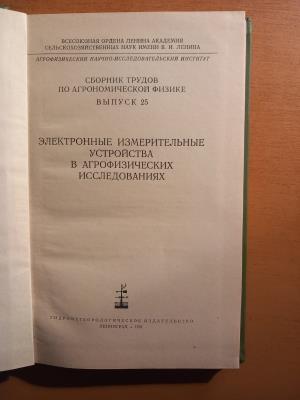 ВСЕСОЮЗНАЯ ОРДЕНА ЛЕНИНА АКАДЕМИЯ
СЕЛЬСКОХОЗЯЙСТВЕННЫХ НАУК ИМЕНИ В. И. ЛЕНИНА
АГРОФИЗИЧЕСКИЙ НАУЧНО-ИССЛЕДОВАТЕЛЬСКИЙ ИНСТИТУТ
СБОРНИК ТРУДОВ
ПО АГРОНОМИЧЕСКОЙ ФИЗИКЕ
ВЫПУСК 25
ЭЛЕКТРОННЫЕ ИЗМЕРИТЕЛЬНЫЕ
УСТРОЙСТВА
В АГРОФИЗИЧЕСКИХ
ИССЛЕДОВАНИЯХ
ГИДРОМЕТЕОРОЛОГИЧЕСКОЕ ИЗДАТЕЛЬСТВО
ЛЕНИНГРАД